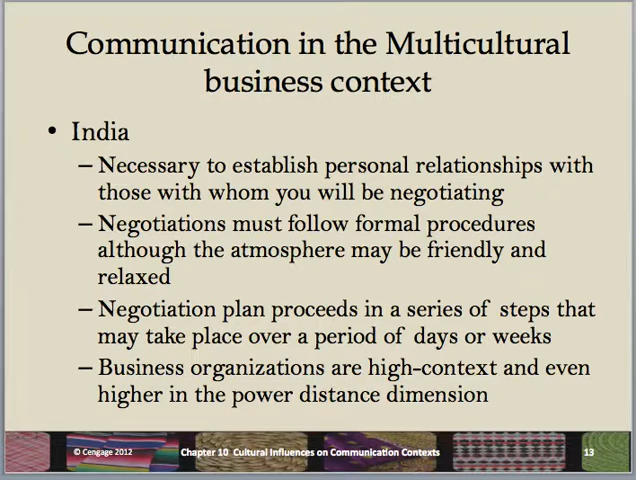 Communication in the Multicultural
business context
• India
– Necessary to establish personal relationships with
those with whom you will be negotiating
– Negotiations must follow formal procedures
although the atmosphere may be friendly and
relaxed
– Negotiation plan proceeds in a series of steps that
may take place over a period of days or weeks
– Business organizations are high-context and even
higher in the power distance dimension
© Cengage 2012 Chapter 10 Cultural Influences on Communication Contexts 13